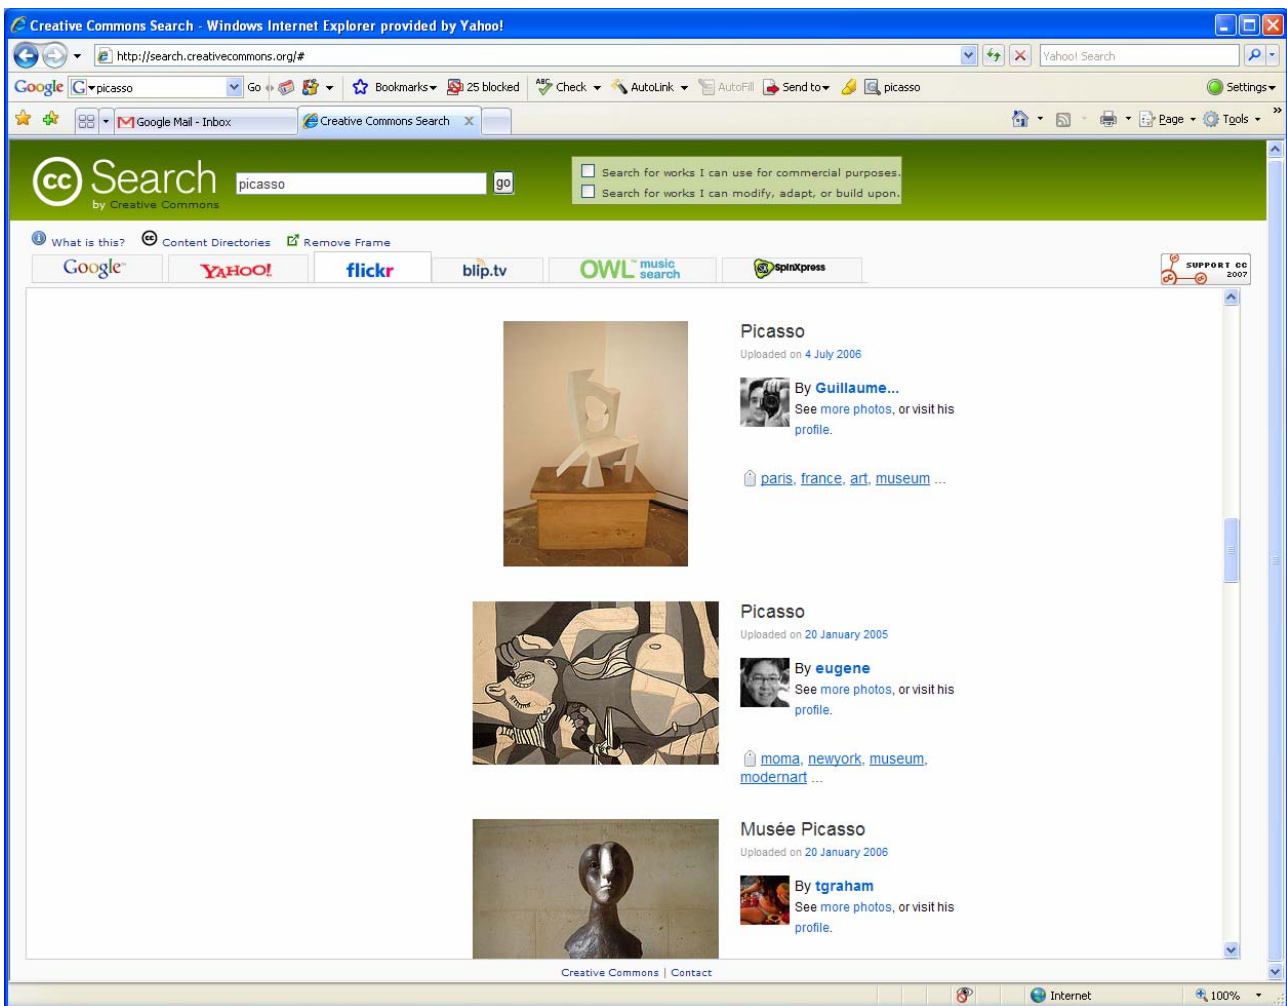 Creative Commons Search - Windows Internet Explorer provided by Yahoo!
http://search.creativecommons.org/#
Yahoo! Search
Google
G picasso
Go
Bookmarks
25 blocked
ABC Check
AutoLink
AutoFill
Send to
picasso
Settings
Google Mail - Inbox
Creative Commons Search
Page
Tools
cc Search
by Creative Commons
picasso
go
Search for works I can use for commercial purposes.
Search for works I can modify, adapt, or build upon.
What is this?
Content Directories
Remove Frame
Google
YAHOO!
flickr
blip.tv
OWL music search
SpinXpress
SUPPORT CC
2007
Picasso
Uploaded on 4 July 2006
By Guillaume...
See more photos, or visit his
profile.
paris, france, art, museum ...
Picasso
Uploaded on 20 January 2005
By eugene
See more photos, or visit his
profile.
moma, newyork, museum,
modernart ...
Musée Picasso
Uploaded on 20 January 2006
By tgraham
See more photos, or visit his
profile.
Creative Commons | Contact
Internet
100%